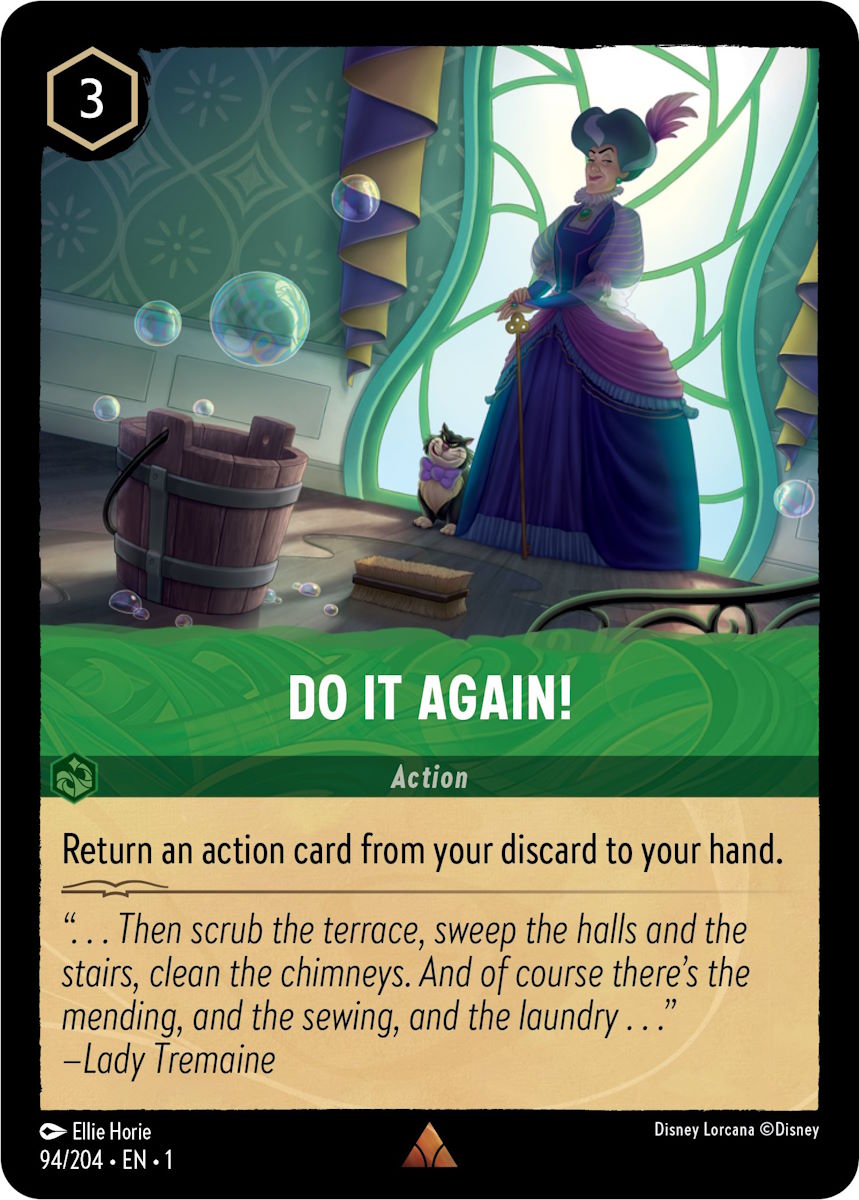 3
DO IT AGAIN!
Action
Return an action card from your discard to your hand.
“. . . Then scrub the terrace, sweep the halls and the
stairs, clean the chimneys. And of course there’s the
mending, and the sewing, and the laundry . . .”
–Lady Tremaine
Ellie Horie
Disney Lorcana ©Disney
94/204 • EN • 1